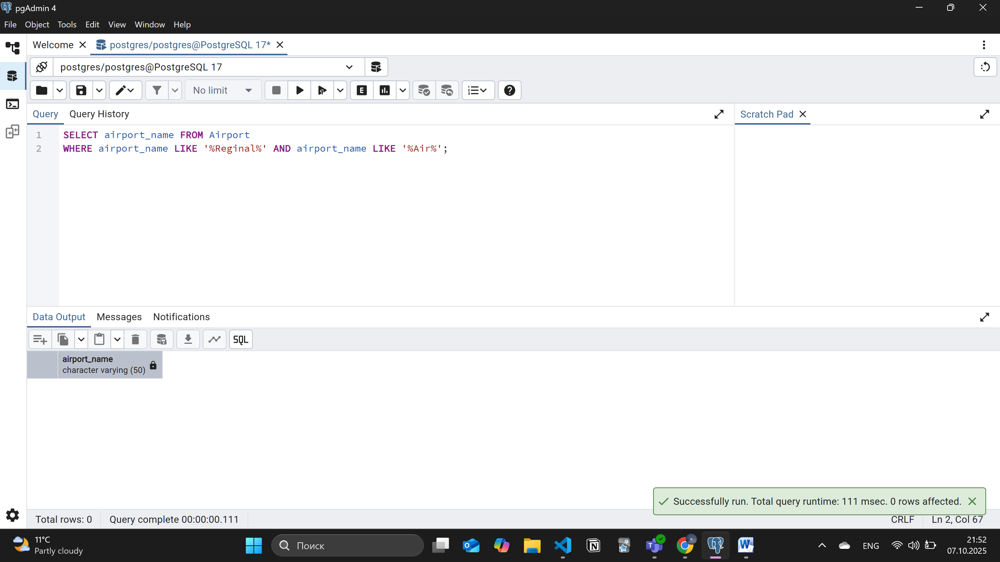 pgAdmin 4
File Object Tools Edit View Window Help
Welcome postgres/postgres@PostgreSQL 17*
postgres/postgres@PostgreSQL 17
No limit
Query Query History
Scratch Pad
1 SELECT airport_name FROM Airport
2 WHERE airport_name LIKE '%Reginal%' AND airport_name LIKE '%Air%';
Data Output Messages Notifications
SQL
airport_name
character varying (50)
Successfully run. Total query runtime: 111 msec. 0 rows affected.
Total rows: 0 Query complete 00:00:00.111 CRLF Ln 2, Col 67
11°C
Partly cloudy
Поиск
ENG
21:52
07.10.2025